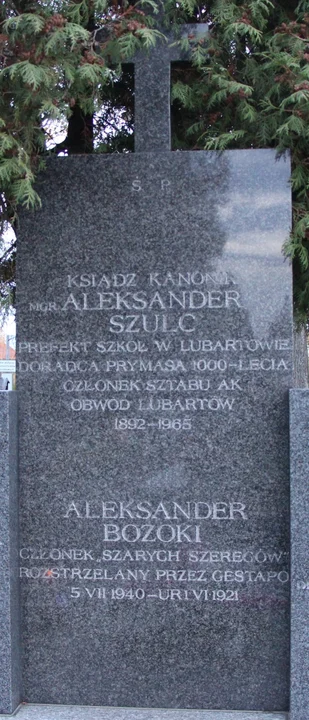 Ś P
KSIĄDZ KANONIK
MGR ALEKSANDER
SZULC
PREFEKT SZKÓŁ W LUBARTOWIE
DORADCA PRYMASA 1000-LECIA
CZŁONEK SZTABU AK
OBWÓD LUBARTÓW
1892-1965
ALEKSANDER
BOZOKI
CZŁONEK „SZARYCH SZEREGÓW"
ROZSTRZELANY PRZEZ GESTAPO
5 VII 1940 - UR 1 VI 1921